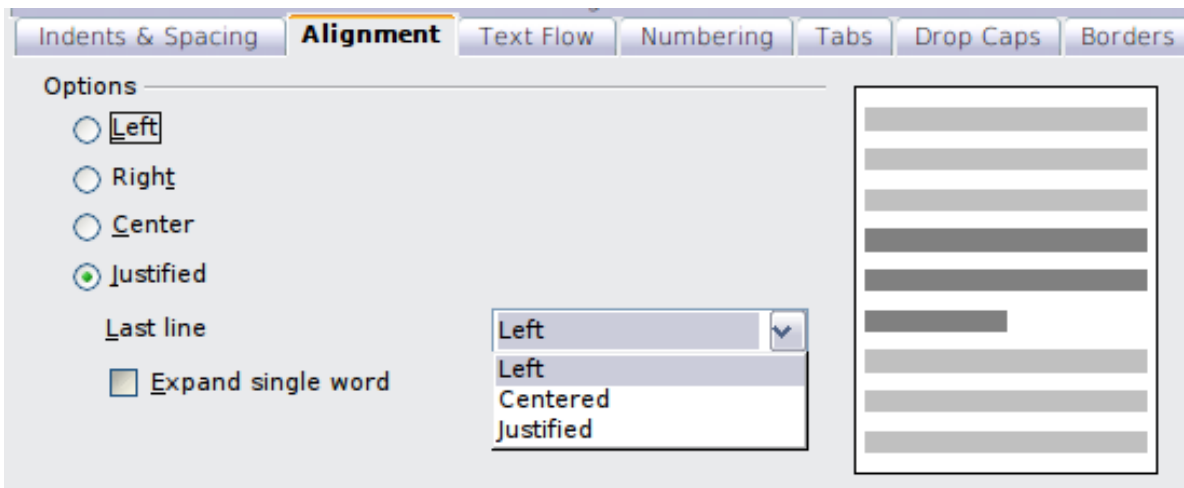 Indents & Spacing Alignment Text Flow Numbering Tabs Drop Caps Borders
Options
Left
Right
Center
Justified
Last line Left
Left
Expand single word
Centered
Justified